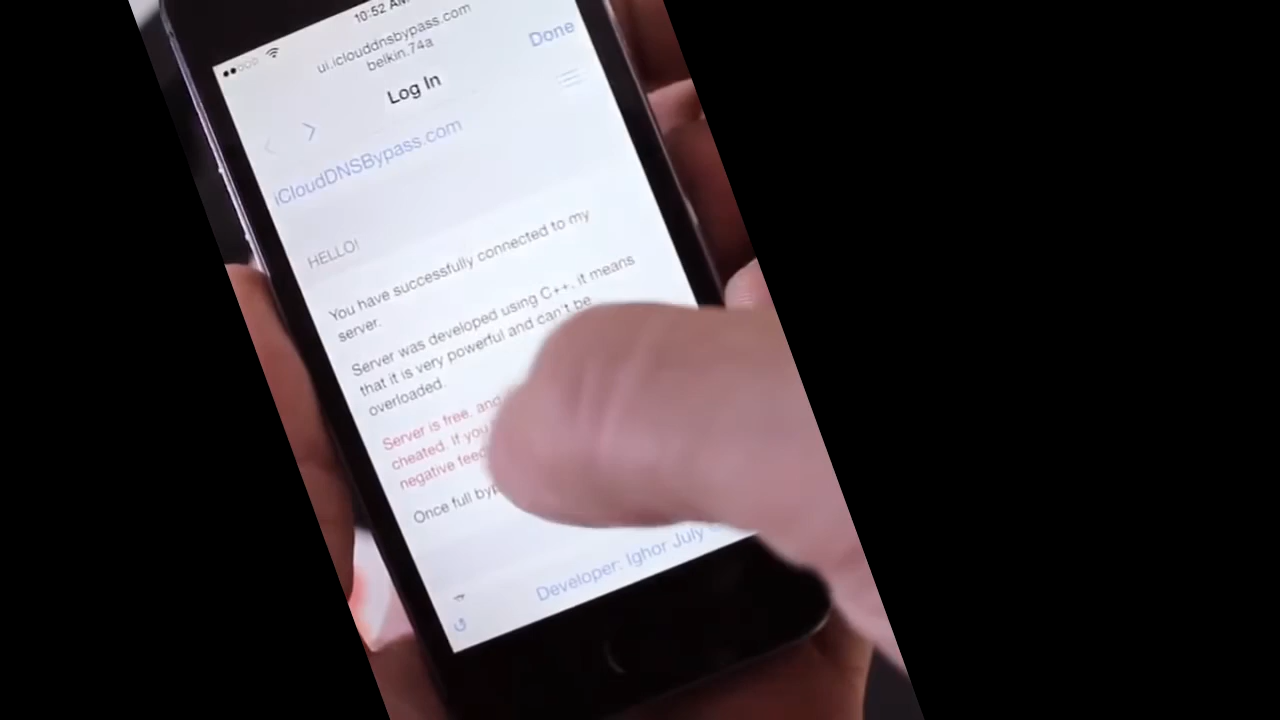 10:52 AM
ui.iclouddnsbypass.com
belkin.74a
Done
Log In
iCloudDNSBypass.com
HELLO!
You have successfully connected to my
server.
Server was developed using C++, it means
that it is very powerful and can't be
overloaded.
Server is free, and
cheated. If you
negative
Once full
Developer: Ighor July